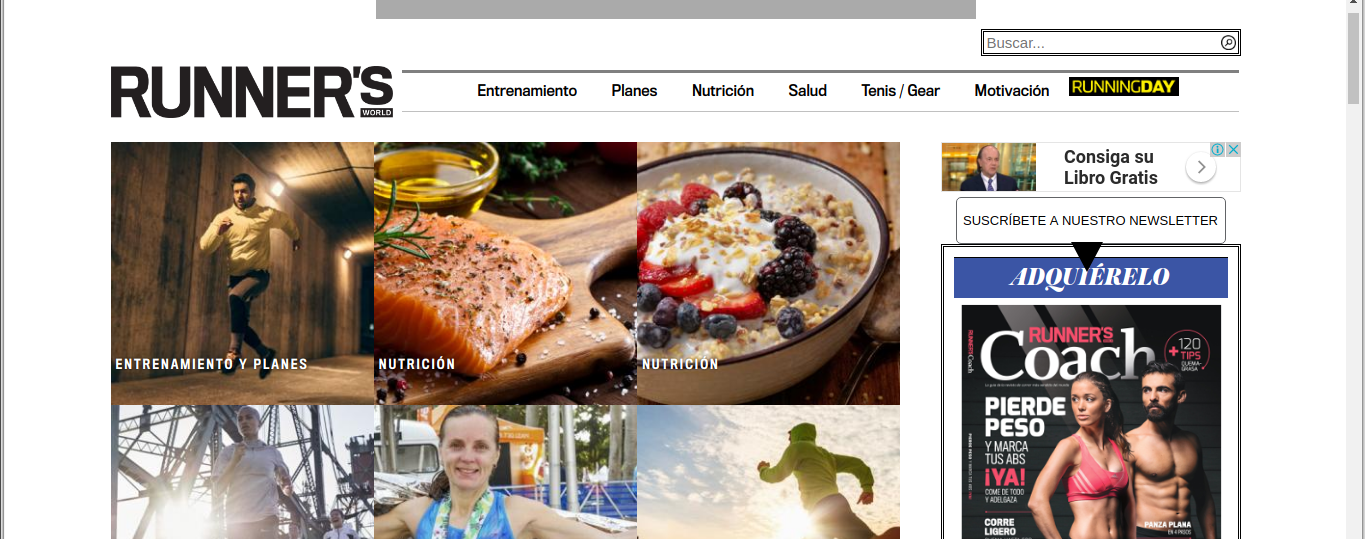 Buscar...
RUNNER'S
WORLD
Entrenamiento Planes Nutrición Salud Tenis / Gear Motivación RUNNINGDAY
Consiga su
Libro Gratis
SUSCRÍBETE A NUESTRO NEWSLETTER
ADQUIÉRELO
ENTRENAMIENTO Y PLANES
NUTRICIÓN
NUTRICIÓN
RUNNER'S
Coach
+120
TIPS
QUEMA-
GRASA
PIERDE
PESO
Y MARCA
TUS ABS
¡YA!
COME DE TODO
Y ADELGAZA
CORRE
LIGERO
PANZA PLANA
EN 4 PASOS